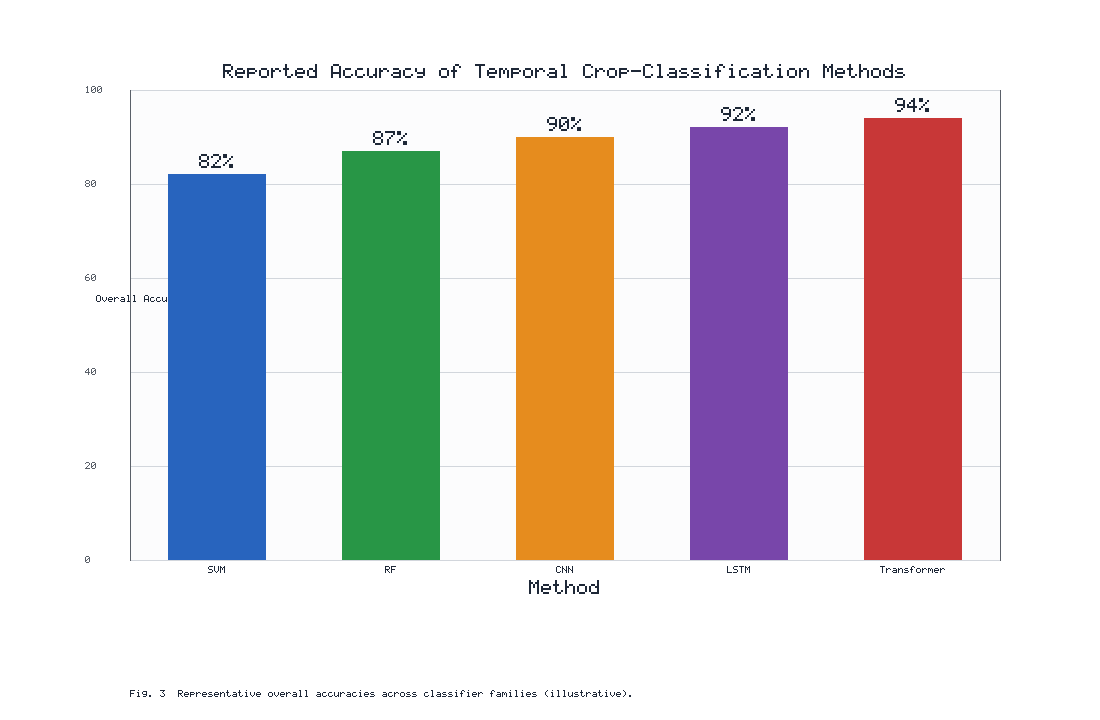 Reported Accuracy of Temporal Crop-Classification Methods
100
94%
92%
90%
87%
82%
80
60
Overall
40
20
0
SVM RF CNN LSTM Transformer
Method
Fig. 3 Representative overall accuracies across classifier families (illustrative).